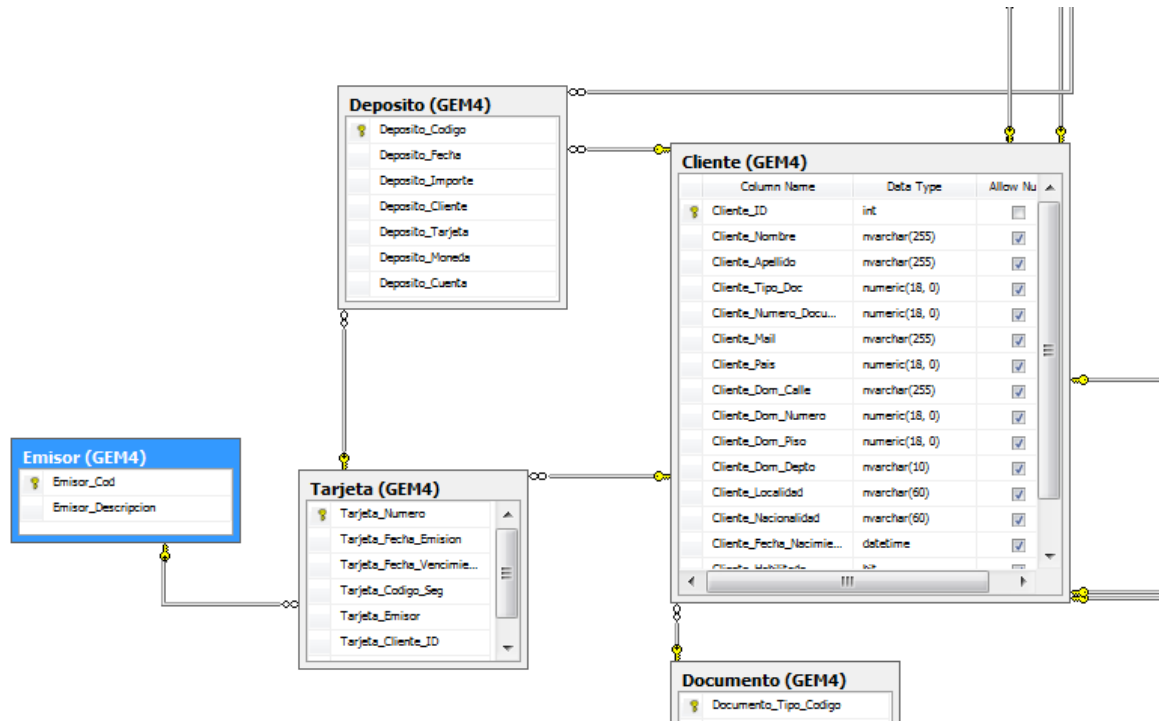 Deposito (GEM4)
Deposito_Codigo
Deposito_Fecha
Deposito_Importe
Deposito_Cliente
Deposito_Tarjeta
Deposito_Moneda
Deposito_Cuenta
Cliente (GEM4)
Column Name Data Type Allow Nu
Cliente_ID int
Cliente_Nombre nvarchar(255)
Cliente_Apellido nvarchar(255)
Cliente_Tipo_Doc numeric(18, 0)
Cliente_Numero_Docu... numeric(18, 0)
Cliente_Mail nvarchar(255)
Cliente_Pais numeric(18, 0)
Cliente_Dom_Calle nvarchar(255)
Cliente_Dom_Numero numeric(18, 0)
Cliente_Dom_Piso numeric(18, 0)
Cliente_Dom_Depto nvarchar(10)
Cliente_Localidad nvarchar(60)
Cliente_Nacionalidad nvarchar(60)
Cliente_Fecha_Nacimie... datetime
Cliente_Habilitado bit
Emisor (GEM4)
Emisor_Cod
Emisor_Descripcion
Tarjeta (GEM4)
Tarjeta_Numero
Tarjeta_Fecha_Emision
Tarjeta_Fecha_Vencimie...
Tarjeta_Codigo_Seg
Tarjeta_Emisor
Tarjeta_Cliente_ID
Documento (GEM4)
Documento_Tipo_Codigo